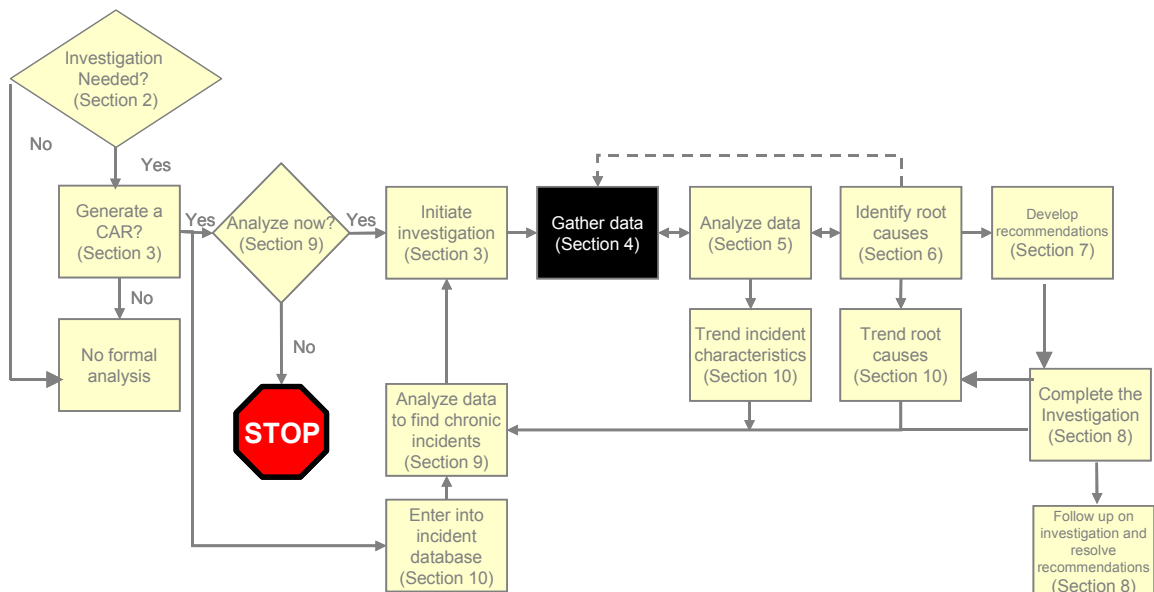 Investigation
Needed?
(Section 2)
No
Yes
Generate a
CAR?
(Section 3)
No
No formal
analysis
Yes
Analyze now?
(Section 9)
Yes
No
STOP
Initiate
investigation
(Section 3)
Gather data
(Section 4)
Analyze data
(Section 5)
Identify root
causes
(Section 6)
Develop
recommendations
(Section 7)
Trend incident
characteristics
(Section 10)
Trend root
causes
(Section 10)
Analyze data
to find chronic
incidents
(Section 9)
Complete the
Investigation
(Section 8)
Enter into
incident
database
(Section 10)
Follow up on
investigation and
resolve
recommendations
(Section 8)